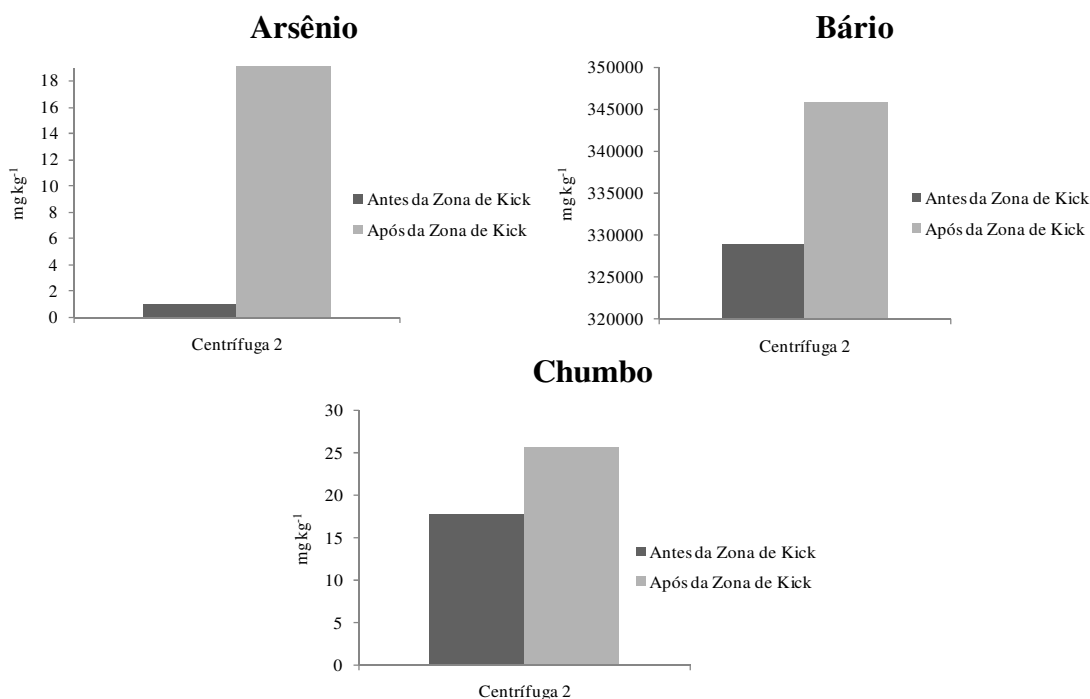 Arsênio
18
16
14
12
10
8
6
4
2
0
mg kg⁻¹
Centrífuga 2
Antes da Zona de Kick
Após da Zona de Kick
Bário
350000
345000
340000
335000
330000
325000
320000
mg kg⁻¹
Centrífuga 2
Antes da Zona de Kick
Após da Zona de Kick
Chumbo
30
25
20
15
10
5
0
mg kg⁻¹
Centrífuga 2
Antes da Zona de Kick
Após da Zona de Kick